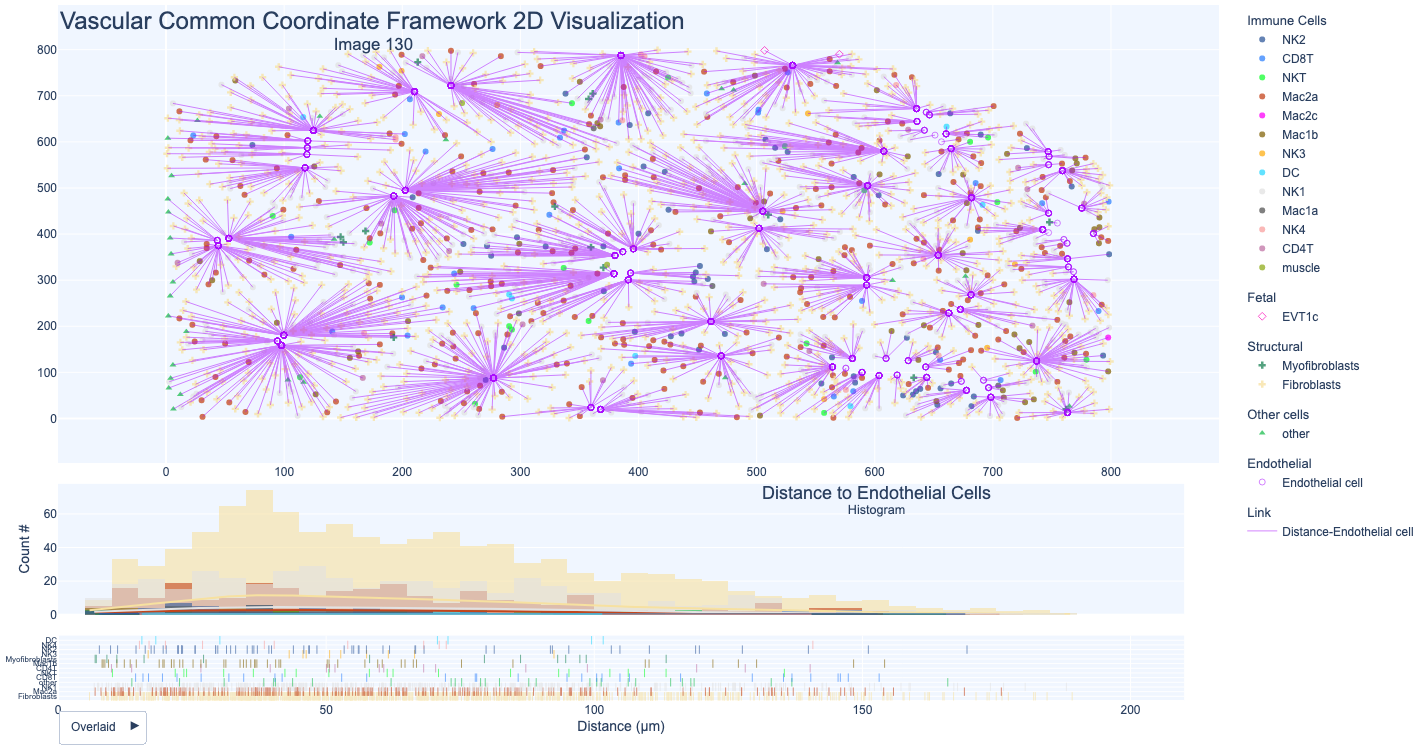 Vascular Common Coordinate Framework 2D Visualization
Image 130
800
700
600
500
400
300
200
100
0
0 100 200 300 400 500 600 700 800
Immune Cells
NK2
CD8T
NKT
Mac2a
Mac2c
Mac1b
NK3
DC
NK1
Mac1a
NK4
CD4T
muscle
Fetal
EVT1c
Structural
Myofibroblasts
Fibroblasts
Other cells
other
Endothelial
Endothelial cell
Link
Distance-Endothelial cell
Distance to Endothelial Cells
Histogram
Count #
60
40
20
0
DC
Myofibroblasts
CD4T
CD8T
other
Mac2a
Fibroblasts
0 50 100 150 200
Distance (μm)
Overlaid ►